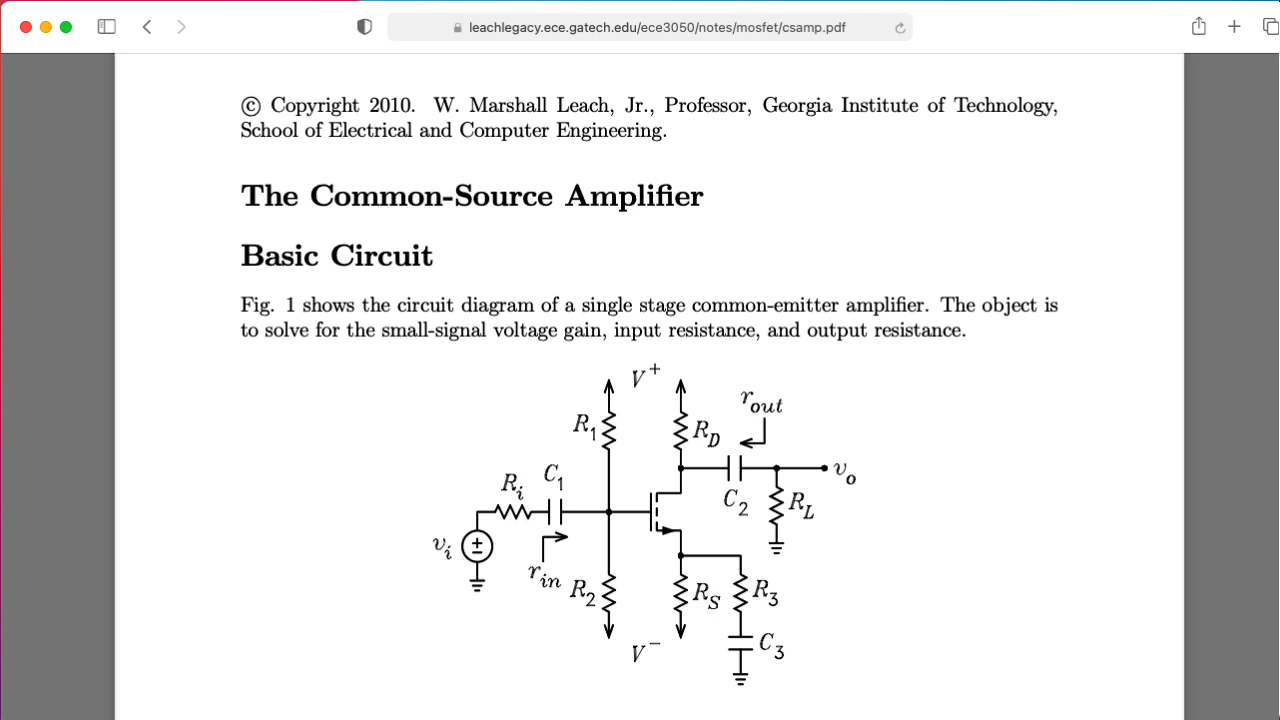 leachlegacy.ece.gatech.edu/ece3050/notes/mosfet/csamp.pdf
© Copyright 2010. W. Marshall Leach, Jr., Professor, Georgia Institute of Technology,
School of Electrical and Computer Engineering.
The Common-Source Amplifier
Basic Circuit
Fig. 1 shows the circuit diagram of a single stage common-emitter amplifier. The object is
to solve for the small-signal voltage gain, input resistance, and output resistance.
V+
R1
RD
rout
Ri
C1
vo
C2
RL
vi
±
rin
R2
RS
R3
V−
C3